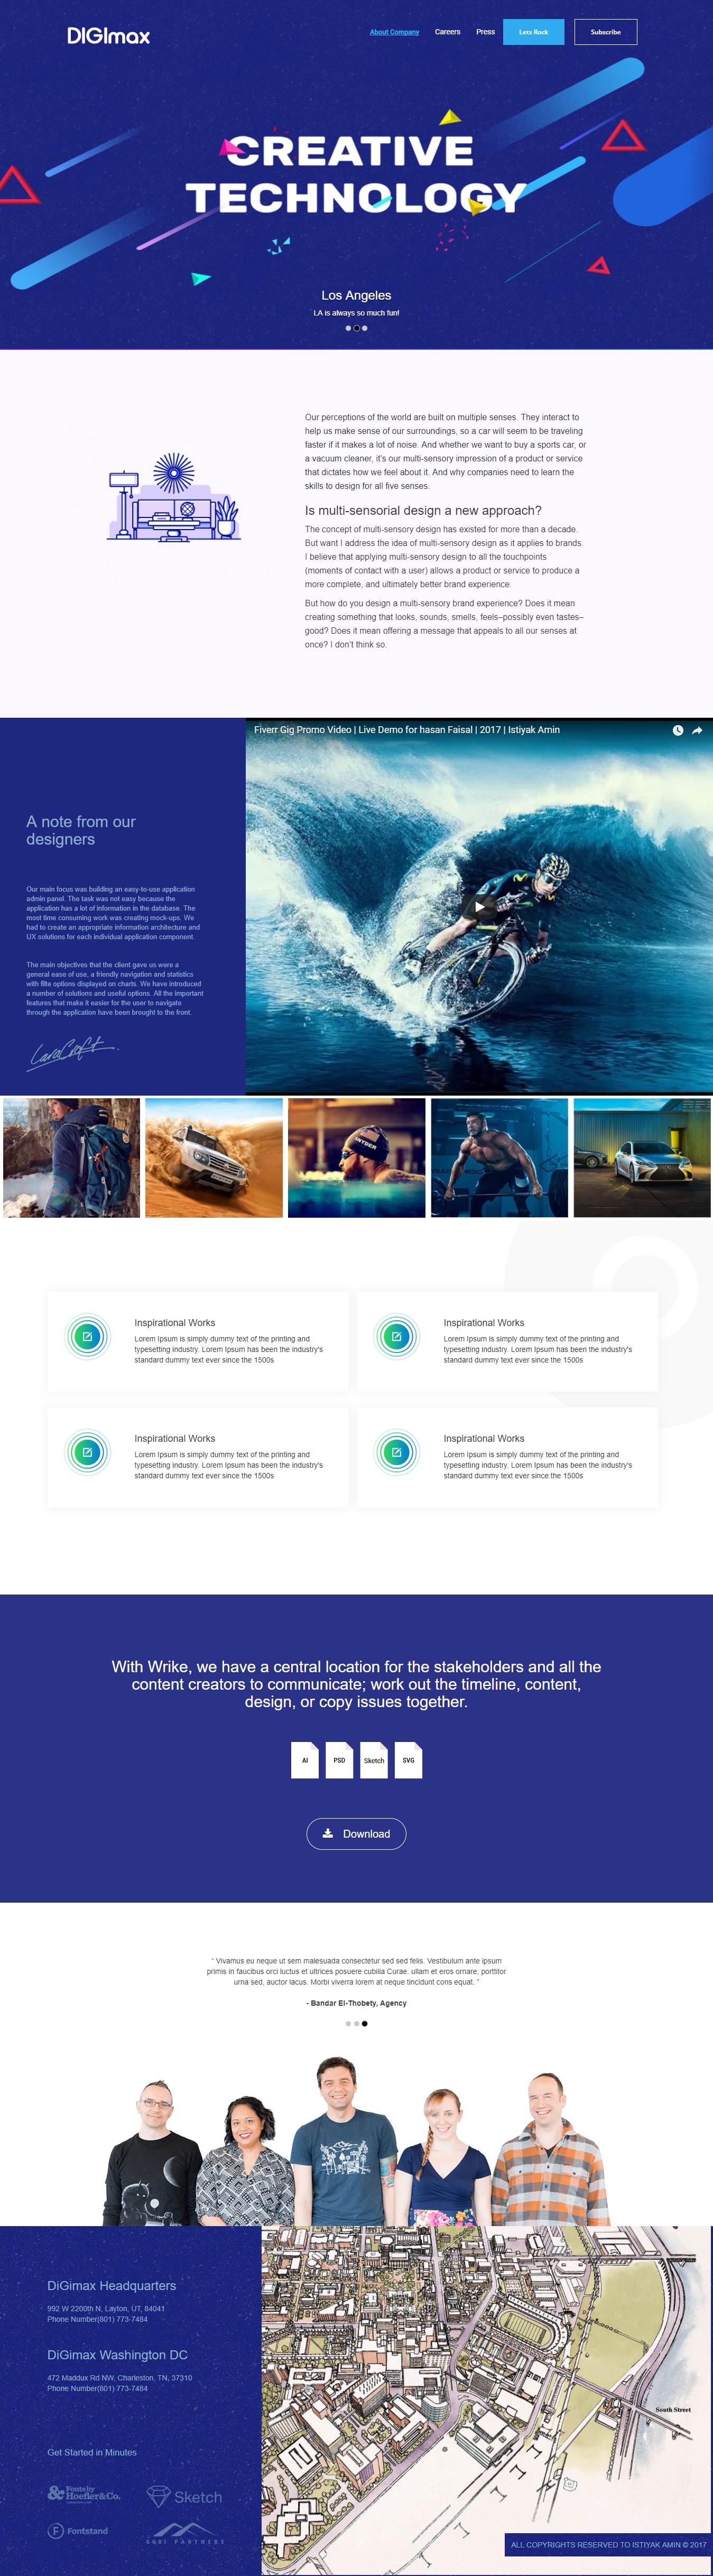 DIGImax
About Company
Careers
Press
Lets Rock
Subscribe
CREATIVE
TECHNOLOGY
Los Angeles
LA is always so much fun!
Our perceptions of the world are built on multiple senses. They interact to
help us make sense of our surroundings, so a car will seem to be traveling
faster if it makes a lot of noise. And whether we want to buy a sports car, or
a vacuum cleaner, it's our multi-sensory impression of a product or service
that dictates how we feel about it. And why companies need to learn the
skills to design for all five senses.
Is multi-sensorial design a new approach?
The concept of multi-sensory design has existed for more than a decade.
But want I address the idea of multi-sensory design as it applies to brands.
I believe that applying multi-sensory design to all the touchpoints
(moments of contact with a user) allows a product or service to produce a
more complete, and ultimately better brand experience.
But how do you design a multi-sensory brand experience? Does it mean
creating something that looks, sounds, smells, feels–possibly even tastes–
good? Does it mean offering a message that appeals to all our senses at
once? I don't think so.
Fiverr Gig Promo Video | Live Demo for hasan Faisal | 2017 | Istiyak Amin
A note from our
designers
Our main focus was building an easy-to-use application
admin panel. The task was not easy because the
application has a lot of information in the database. The
most time consuming work was creating mock-ups. We
had to create an appropriate information architecture and
UX solutions for each individual application component.
The main objectives that the client gave us were a
general ease of use, a friendly navigation and statistics
with filte options displayed on charts. We have introduced
a number of solutions and useful options. All the important
features that make it easier for the user to navigate
through the application have been brought to the front.
SNYDER
Inspirational Works
Lorem Ipsum is simply dummy text of the printing and
typesetting industry. Lorem Ipsum has been the industry's
standard dummy text ever since the 1500s
Inspirational Works
Lorem Ipsum is simply dummy text of the printing and
typesetting industry. Lorem Ipsum has been the industry's
standard dummy text ever since the 1500s
Inspirational Works
Lorem Ipsum is simply dummy text of the printing and
typesetting industry. Lorem Ipsum has been the industry's
standard dummy text ever since the 1500s
Inspirational Works
Lorem Ipsum is simply dummy text of the printing and
typesetting industry. Lorem Ipsum has been the industry's
standard dummy text ever since the 1500s
With Wrike, we have a central location for the stakeholders and all the
content creators to communicate; work out the timeline, content,
design, or copy issues together.
AI
PSD
Sketch
SVG
Download
" Vivamus eu neque ut sem malesuada consectetur sed sed felis. Vestibulum ante ipsum
primis in faucibus orci luctus et ultrices posuere cubilia Curae. ullam et eros ornare, porttitor
urna sed, auctor lacus. Morbi viverra lorem at neque tincidunt cons equat. "
- Bandar El-Thobety, Agency
DiGimax Headquarters
992 W 2200th N, Layton, UT, 84041
Phone Number(801) 773-7484
DiGimax Washington DC
472 Maddux Rd NW, Charleston, TN, 37310
Phone Number(801) 773-7484
Get Started in Minutes
Fonts by
Hoefler&Co.
Sketch
Fontstand
GORI PARTNERS
South Street
ALL COPYRIGHTS RESERVED TO ISTIYAK AMIN © 2017